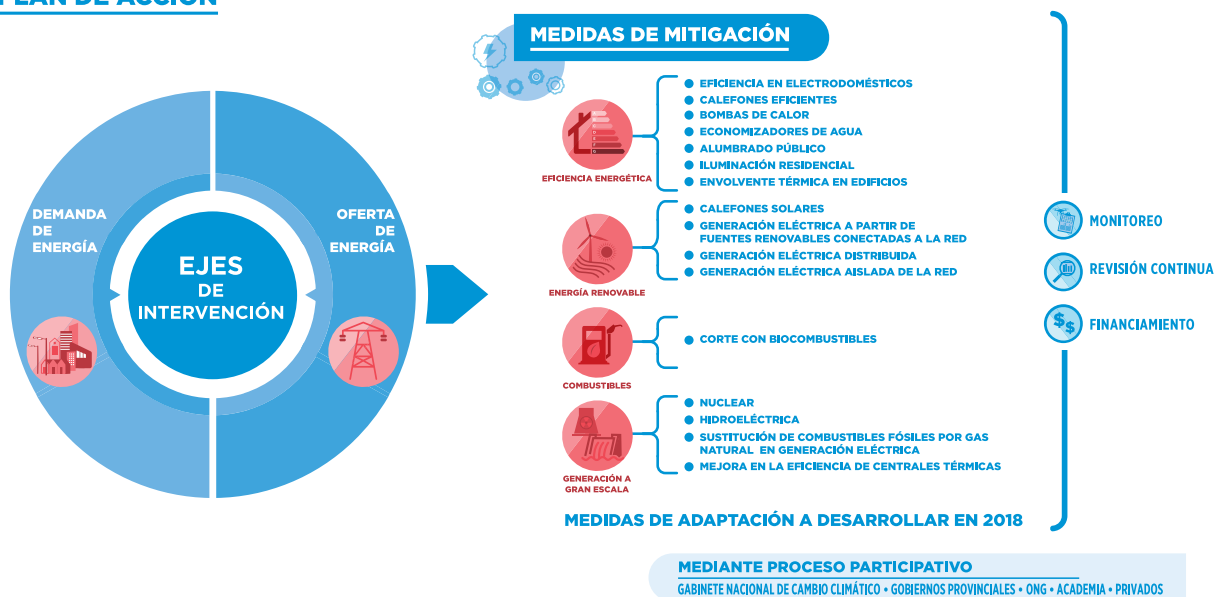 PLAN DE ACCIÓN
MEDIDAS DE MITIGACIÓN
DEMANDA
DE
ENERGÍA
OFERTA
DE
ENERGÍA
EJES
DE
INTERVENCIÓN
EFICIENCIA ENERGÉTICA
EFICIENCIA EN ELECTRODOMÉSTICOS
CALEFONES EFICIENTES
BOMBAS DE CALOR
ECONOMIZADORES DE AGUA
ALUMBRADO PÚBLICO
ILUMINACIÓN RESIDENCIAL
ENVOLVENTE TÉRMICA EN EDIFICIOS
ENERGÍA RENOVABLE
CALEFONES SOLARES
GENERACIÓN ELÉCTRICA A PARTIR DE
FUENTES RENOVABLES CONECTADAS A LA RED
GENERACIÓN ELÉCTRICA DISTRIBUIDA
GENERACIÓN ELÉCTRICA AISLADA DE LA RED
COMBUSTIBLES
CORTE CON BIOCOMBUSTIBLES
GENERACIÓN A
GRAN ESCALA
NUCLEAR
HIDROELÉCTRICA
SUSTITUCIÓN DE COMBUSTIBLES FÓSILES POR GAS
NATURAL EN GENERACIÓN ELÉCTRICA
MEJORA EN LA EFICIENCIA DE CENTRALES TÉRMICAS
MONITOREO
REVISIÓN CONTINUA
$$
FINANCIAMIENTO
MEDIDAS DE ADAPTACIÓN A DESARROLLAR EN 2018
MEDIANTE PROCESO PARTICIPATIVO
GABINETE NACIONAL DE CAMBIO CLIMÁTICO • GOBIERNOS PROVINCIALES • ONG • ACADEMIA • PRIVADOS